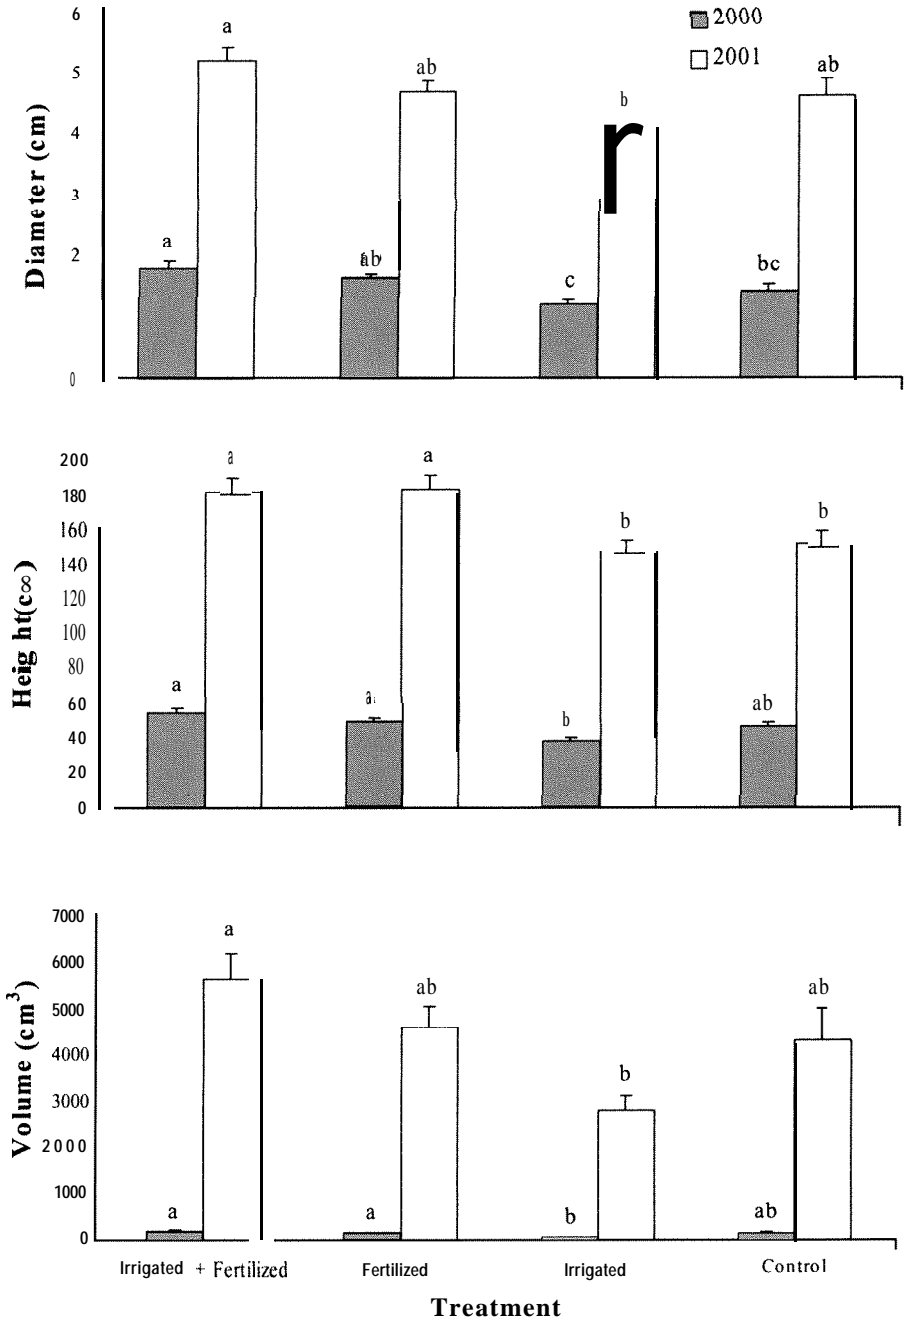 6
2000
a
2001
5
ab
ab
b
4
r
3
a
2
ab
bc
c
0
Diameter (cm)
200
a
a
180
b
b
160
140
120
100
80
a
a
60
ab
b
40
20
0
Heig ht(c∞)
7000
a
6000
ab
ab
5000
4000
b
3000
2000
1000
a
a
b
ab
0
Volume (cm³)
Irrigated + Fertilized
Fertilized
Irrigated
Control
Treatment